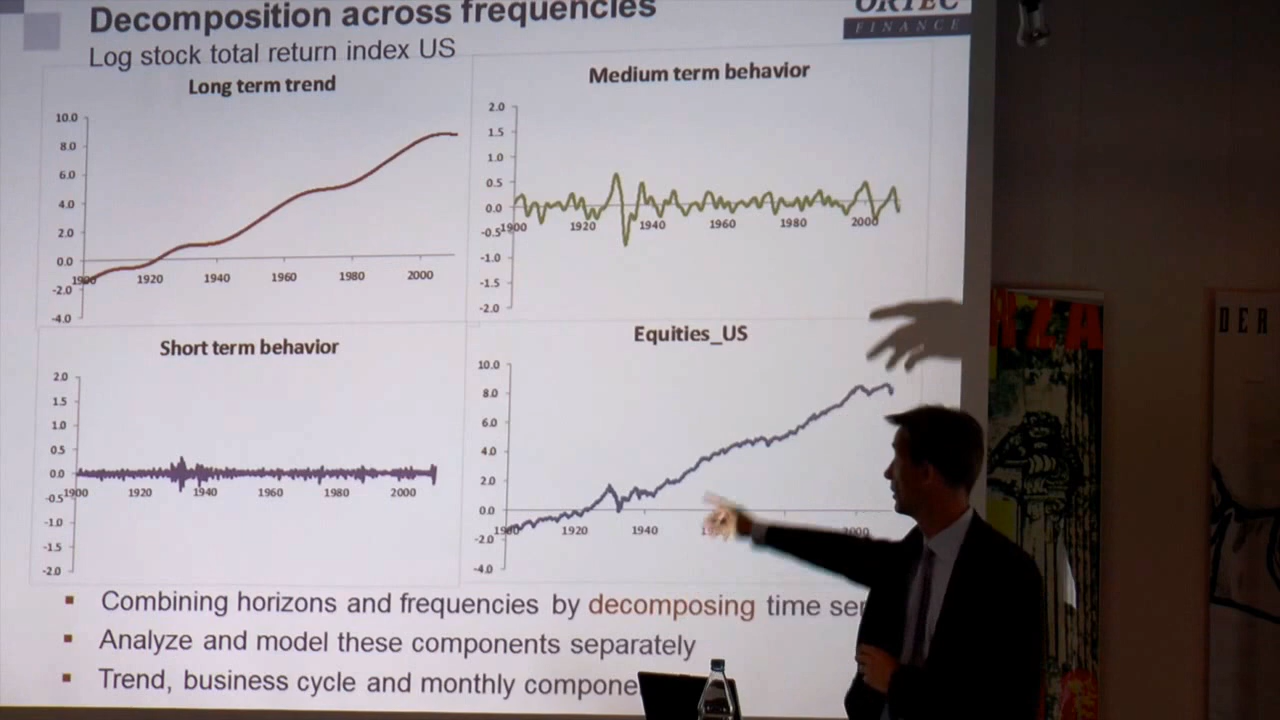 Decomposition across frequencies
ORTEC
FINANCE
Log stock total return index US
Long term trend
10.0
8.0
6.0
4.0
2.0
0.0
-2.0
-4.0
1900 1920 1940 1960 1980 2000
Medium term behavior
2.0
1.5
1.0
0.5
0.0
-0.5
-1.0
-1.5
-2.0
1900 1920 1940 1960 1980 2000
Short term behavior
2.0
1.5
1.0
0.5
0.0
-0.5
-1.0
-1.5
-2.0
1900 1920 1940 1960 1980 2000
Equities_US
10.0
8.0
6.0
4.0
2.0
0.0
-2.0
-4.0
1900 1920 1940 2000
Combining horizons and frequencies by decomposing time se
Analyze and model these components separately
Trend, business cycle and monthly compone
DER